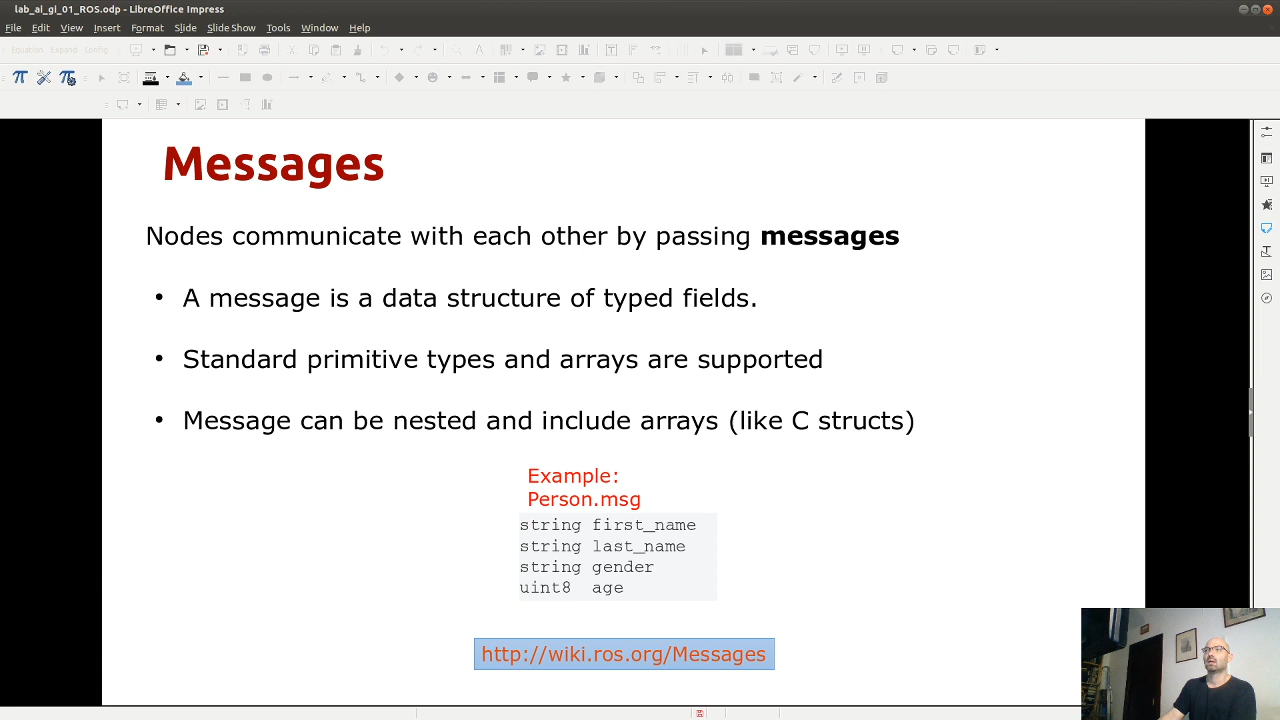 lab_al_gl_01_ROS.odp - LibreOffice Impress
File Edit View Insert Format Slide Slide Show Tools Window Help
Equation Expand Config
Messages
Nodes communicate with each other by passing messages
• A message is a data structure of typed fields.
• Standard primitive types and arrays are supported
• Message can be nested and include arrays (like C structs)
Example:
Person.msg
string first_name
string last_name
string gender
uint8 age
http://wiki.ros.org/Messages